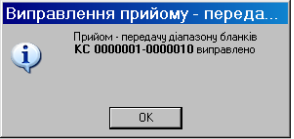 Виправлення прийому - переда...
Прийом - передачу діапазону бланків
КС 0000001-0000010 виправлено
OK